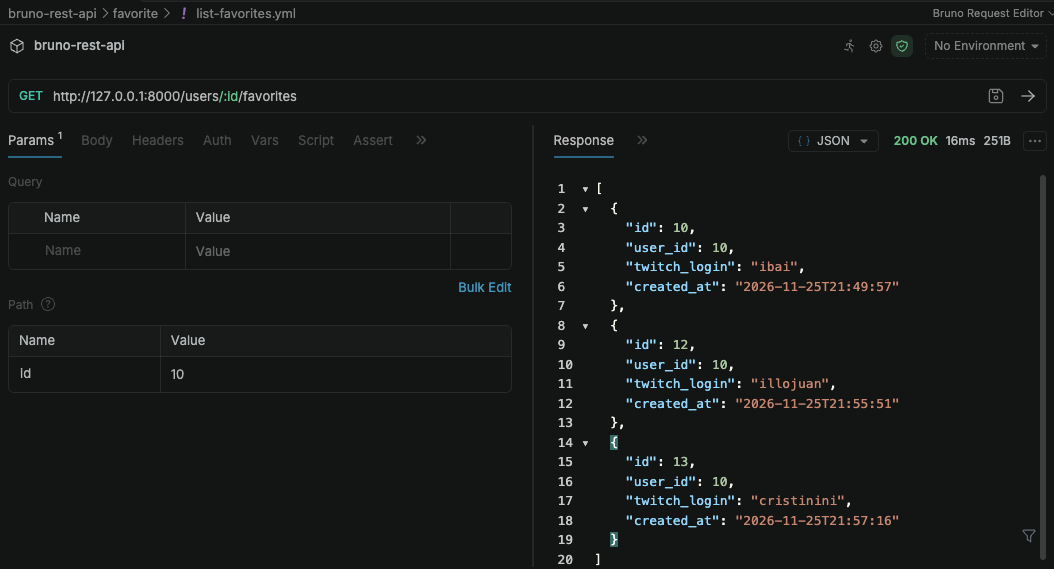 bruno-rest-api > favorite > ! list-favorites.yml
Bruno Request Editor
bruno-rest-api
No Environment
GET http://127.0.0.1:8000/users/:id/favorites
Params 1 Body Headers Auth Vars Script Assert
Query
Name Value
Name Value
Bulk Edit
Path ?
Name Value
id 10
Response { } JSON 200 OK 16ms 251B
1 [
2 {
3 "id": 10,
4 "user_id": 10,
5 "twitch_login": "ibai",
6 "created_at": "2026-11-25T21:49:57"
7 },
8 {
9 "id": 12,
10 "user_id": 10,
11 "twitch_login": "illojuan",
12 "created_at": "2026-11-25T21:55:51"
13 },
14 {
15 "id": 13,
16 "user_id": 10,
17 "twitch_login": "cristinini",
18 "created_at": "2026-11-25T21:57:16"
19 }
20 ]